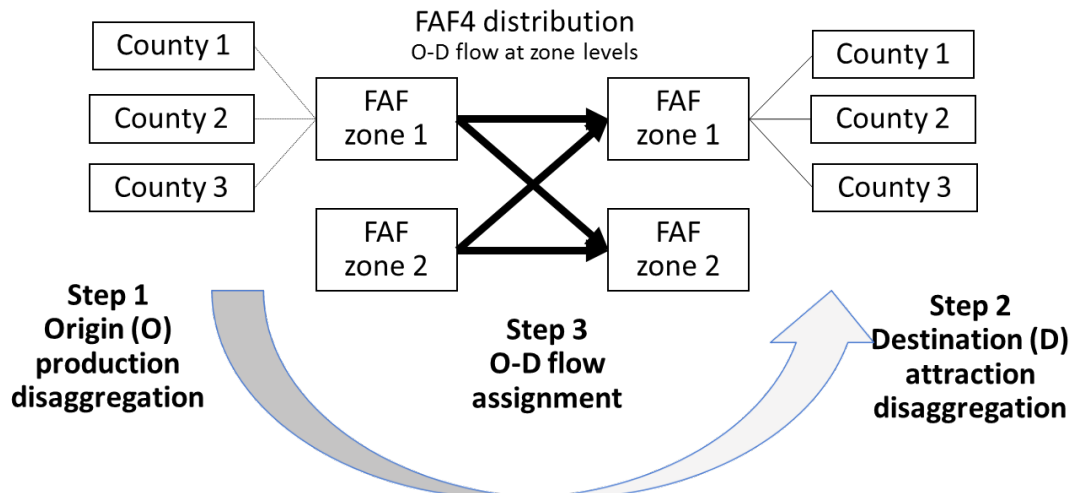 FAF4 distribution
O-D flow at zone levels
County 1
County 2
County 3
FAF
zone 1
FAF
zone 2
FAF
zone 1
FAF
zone 2
County 1
County 2
County 3
Step 1
Origin (O)
production
disaggregation
Step 3
O-D flow
assignment
Step 2
Destination (D)
attraction
disaggregation